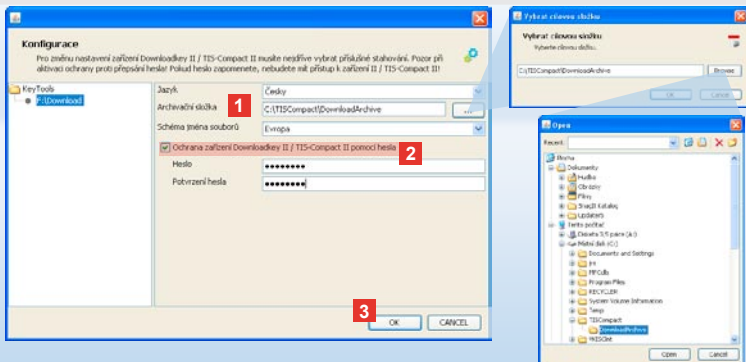 Konfigurace
Pro změnu nastavení zařízení Downloadkey II / TIS-Compact II musíte nejdříve vybrat příslušné stahování. Pozor při
aktivaci ochrany proti přepsání hesla! Pokud heslo zapomenete, nebudete mít přístup k zařízení II / TIS-Compact II!
KeyTools
F:\Download
Jazyk
Česky
Archivační složka
1
C:\TISCompact\DownloadArchive
...
Schéma jména souborů
Evropa
Ochrana zařízení Downloadkey II / TIS-Compact II pomocí hesla
2
Heslo
Potvrzení hesla
3
OK
CANCEL
Vybrat cílovou složku
Vybrat cílovou složku
Vyberte cílovou složku.
C:\TISCompact\DownloadArchive
Browse
OK
Cancel
Open
Recent:
Plocha
Dokumenty
Hudba
Obrázky
Filmy
SnagIt Katalog
Updaters
Tento počítač
Disketa 3,5 palce (A:)
Místní disk (C:)
Documents and Settings
Program Files
RECYCLER
System Volume Information
Temp
TISCompact
DownloadArchive
Open
Cancel